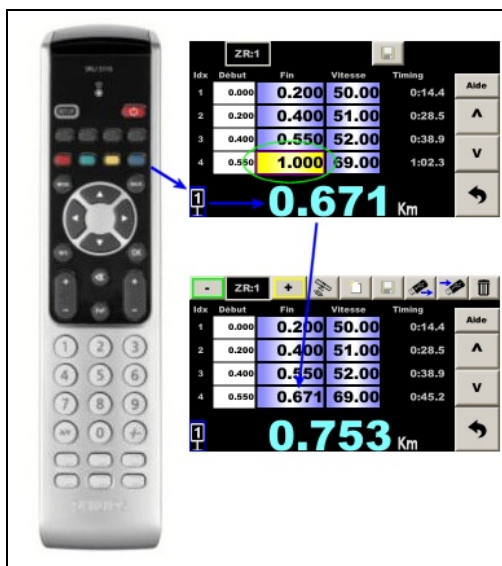 ZR:1
Idx Début Fin Vitesse Timing
Aide
1 0.000 0.200 50.00 0:14.4
2 0.200 0.400 51.00 0:28.5
3 0.400 0.550 52.00 0:38.9
4 0.550 1.000 69.00 1:02.3
1 0.671 Km
- ZR:1 +
Idx Début Fin Vitesse Timing
Aide
1 0.000 0.200 50.00 0:14.4
2 0.200 0.400 51.00 0:28.5
3 0.400 0.550 52.00 0:38.9
4 0.550 0.671 69.00 0:45.2
1 0.753 Km
OK
1 2 3
4 5 6
7 8 9
0